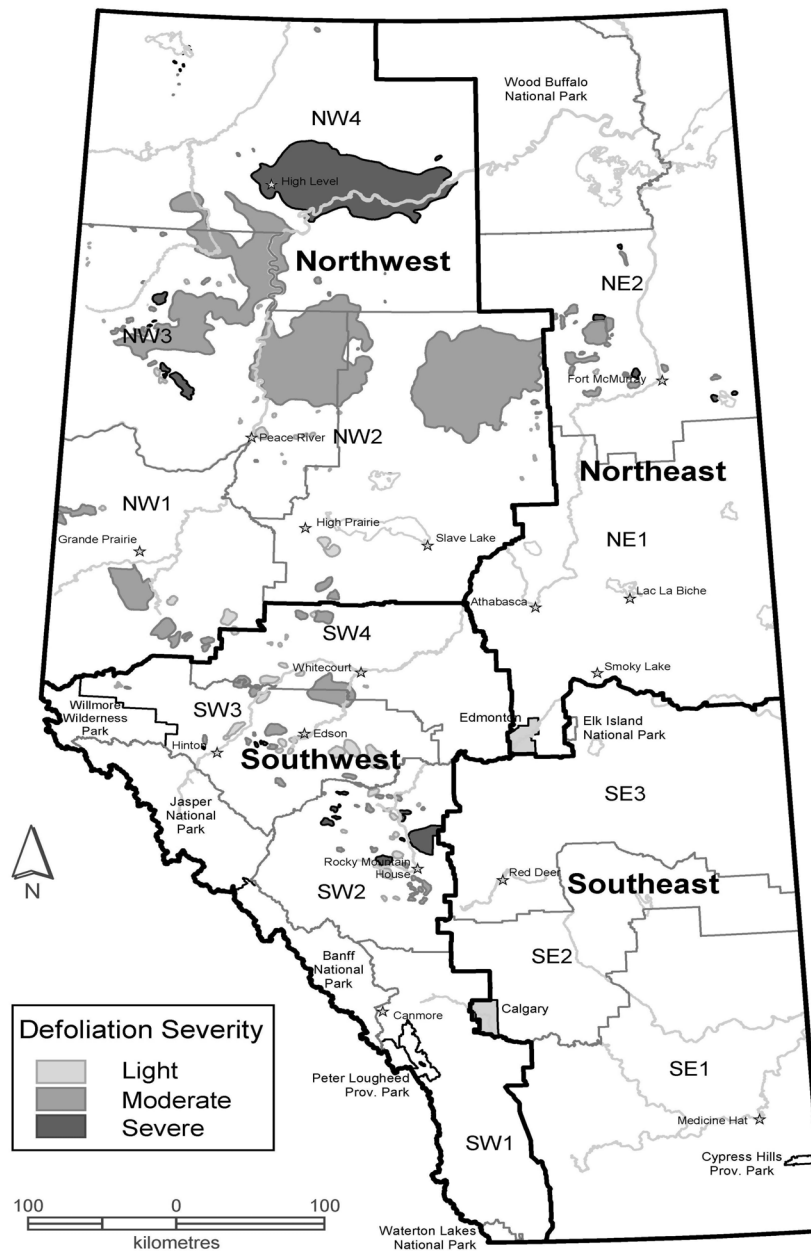 Wood Buffalo
National Park
NW4
High Level
Northwest
NE2
NW3
Fort McMurray
Peace River
NW2
Northeast
NW1
High Prairie
Grande Prairie
Slave Lake
NE1
Athabasca
Lac La Biche
SW4
Whitecourt
Smoky Lake
Willmore
Wilderness
Park
SW3
Edmonton
Elk Island
National Park
Hinton
Edson
Southwest
Jasper
National
Park
SE3
N
Rocky Mountain
House
Red Deer
SW2
Southeast
Banff
National
Park
SE2
Calgary
Canmore
Defoliation Severity
Light
Moderate
Severe
Peter Lougheed
Prov. Park
SE1
Medicine Hat
SW1
Cypress Hills
Prov. Park
100 0 100
kilometres
Waterton Lakes
National Park